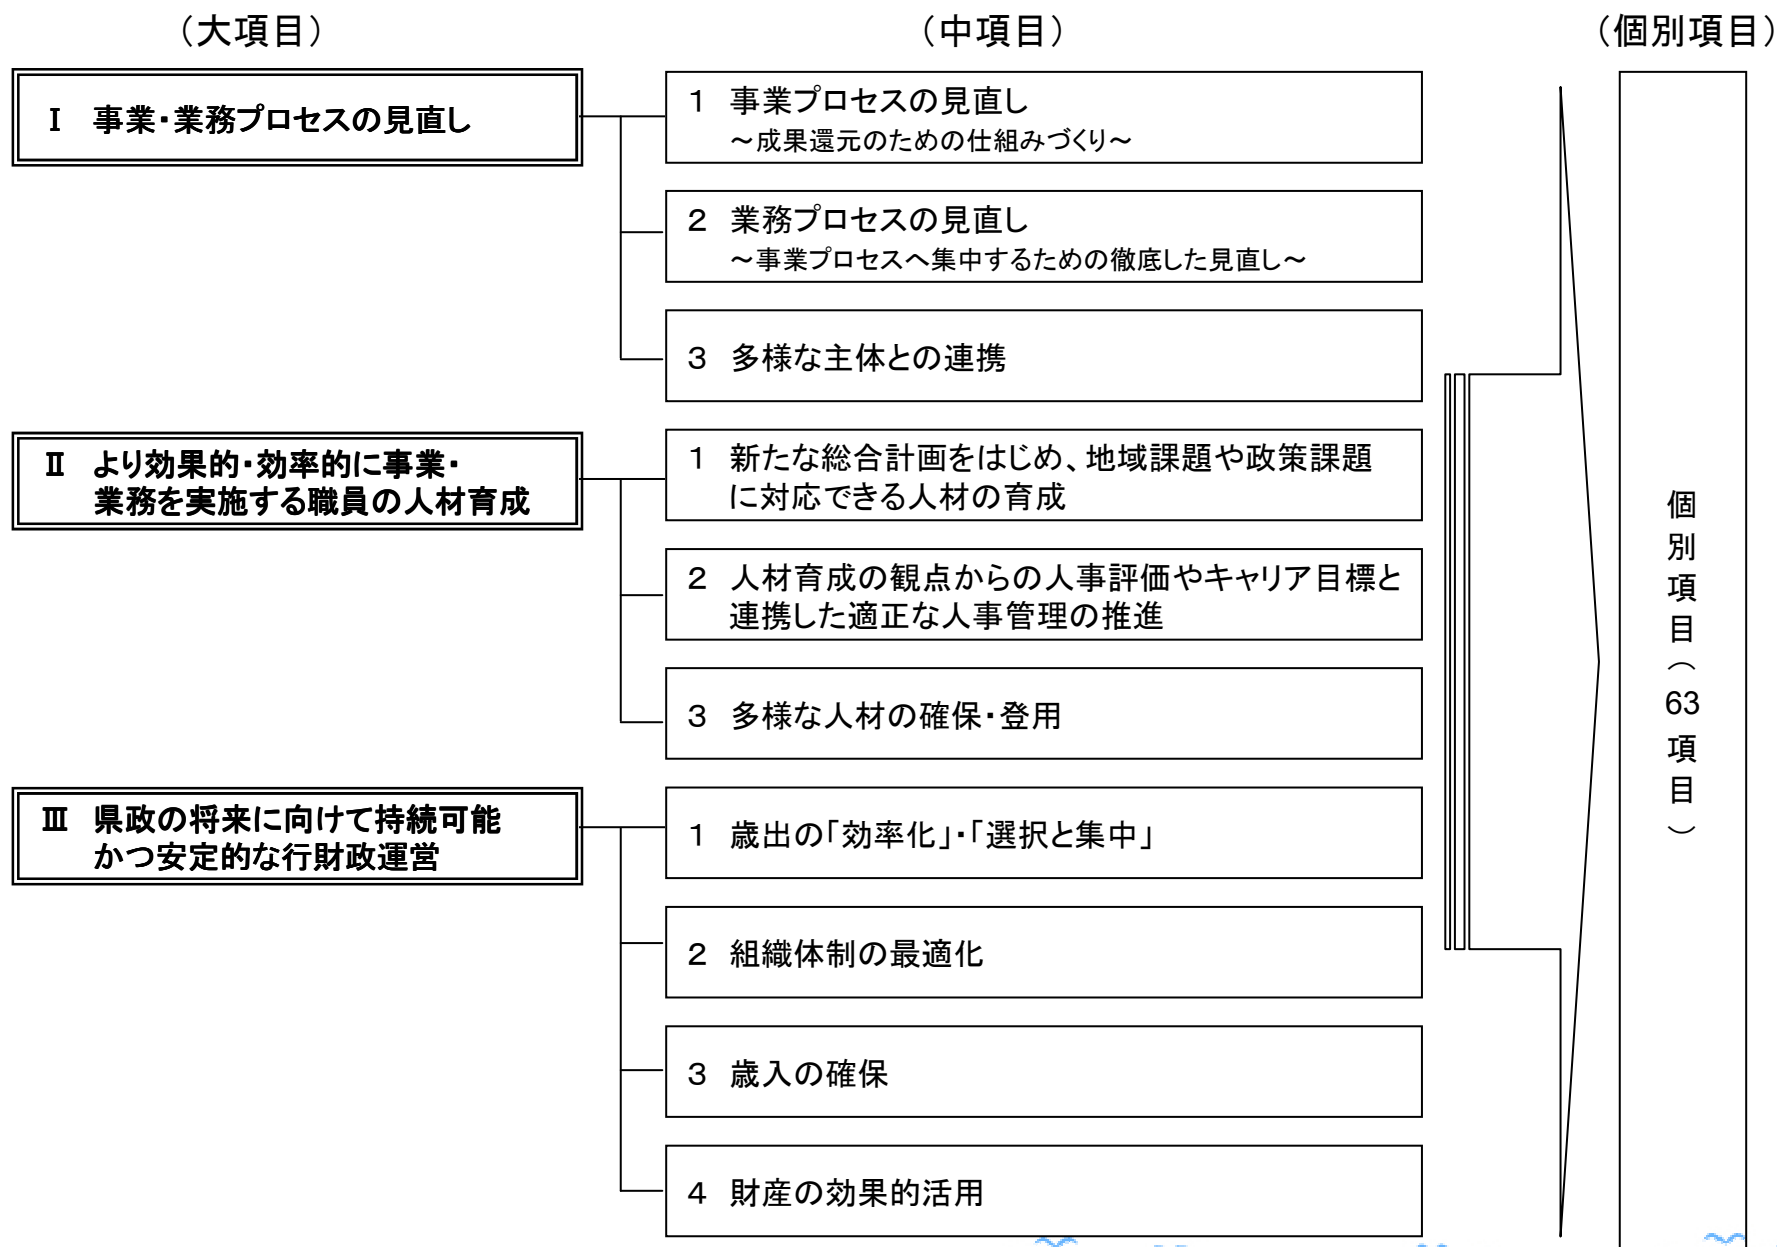 （大項目）
（中項目）
（個別項目）
Ⅰ 事業・業務プロセスの見直し
1 事業プロセスの見直し
～成果還元のための仕組みづくり～
2 業務プロセスの見直し
～事業プロセスへ集中するための徹底した見直し～
3 多様な主体との連携
Ⅱ より効果的・効率的に事業・
業務を実施する職員の人材育成
1 新たな総合計画をはじめ、地域課題や政策課題
に対応できる人材の育成
2 人材育成の観点からの人事評価やキャリア目標と
連携した適正な人事管理の推進
3 多様な人材の確保・登用
Ⅲ 県政の将来に向けて持続可能
かつ安定的な行財政運営
1 歳出の「効率化」・「選択と集中」
2 組織体制の最適化
3 歳入の確保
4 財産の効果的活用
個別項目（63項目）